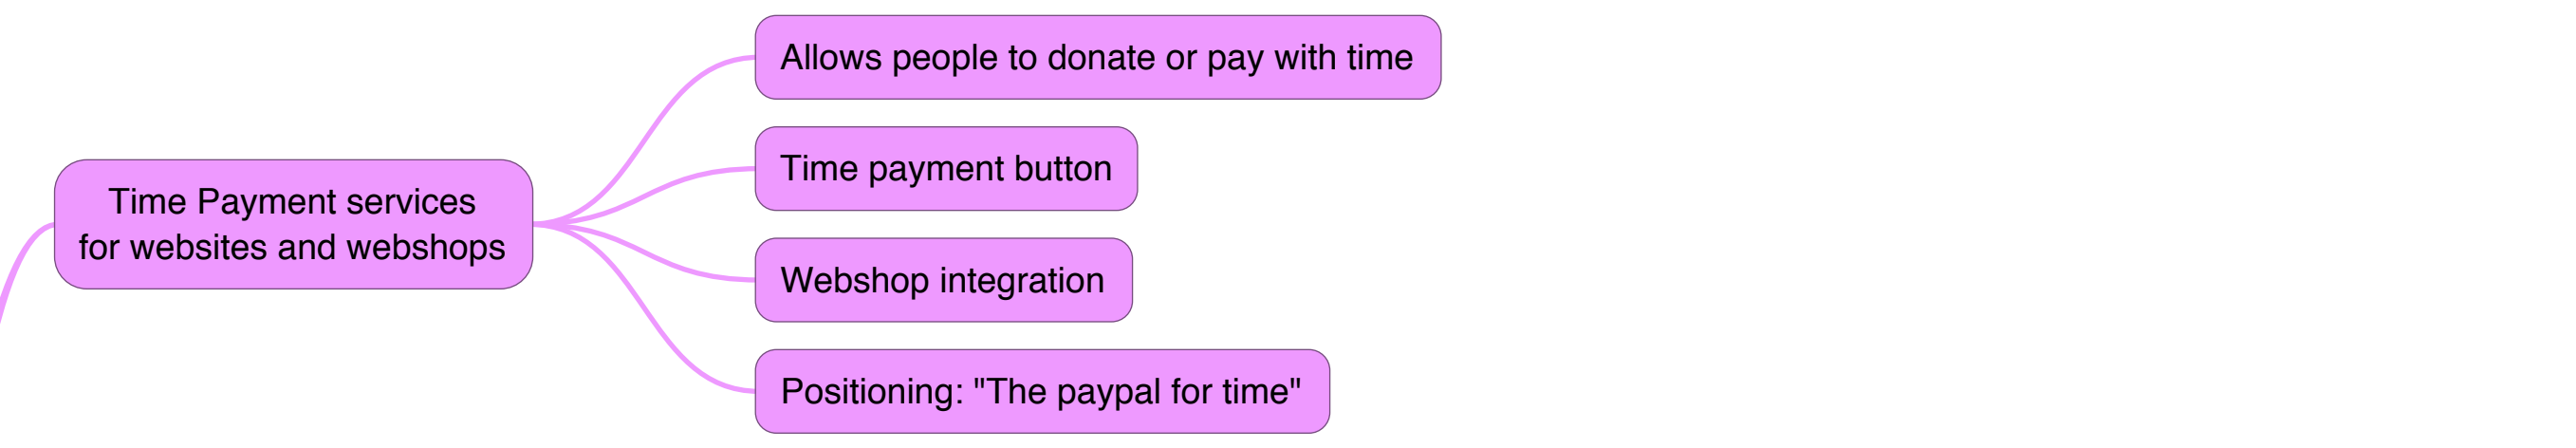 Allows people to donate or pay with time
Time payment button
Time Payment services
for websites and webshops
Webshop integration
Positioning: "The paypal for time"